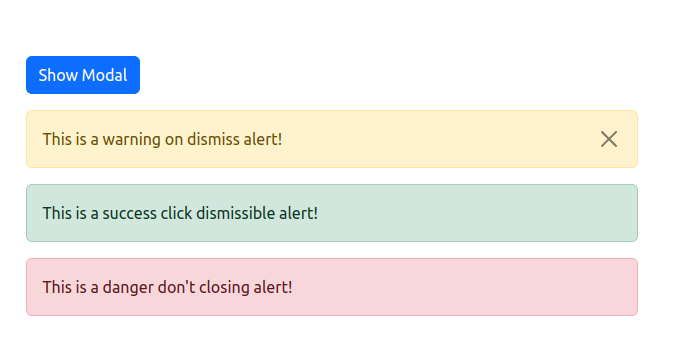 Show Modal
This is a warning on dismiss alert!
This is a success click dismissible alert!
This is a danger don't closing alert!